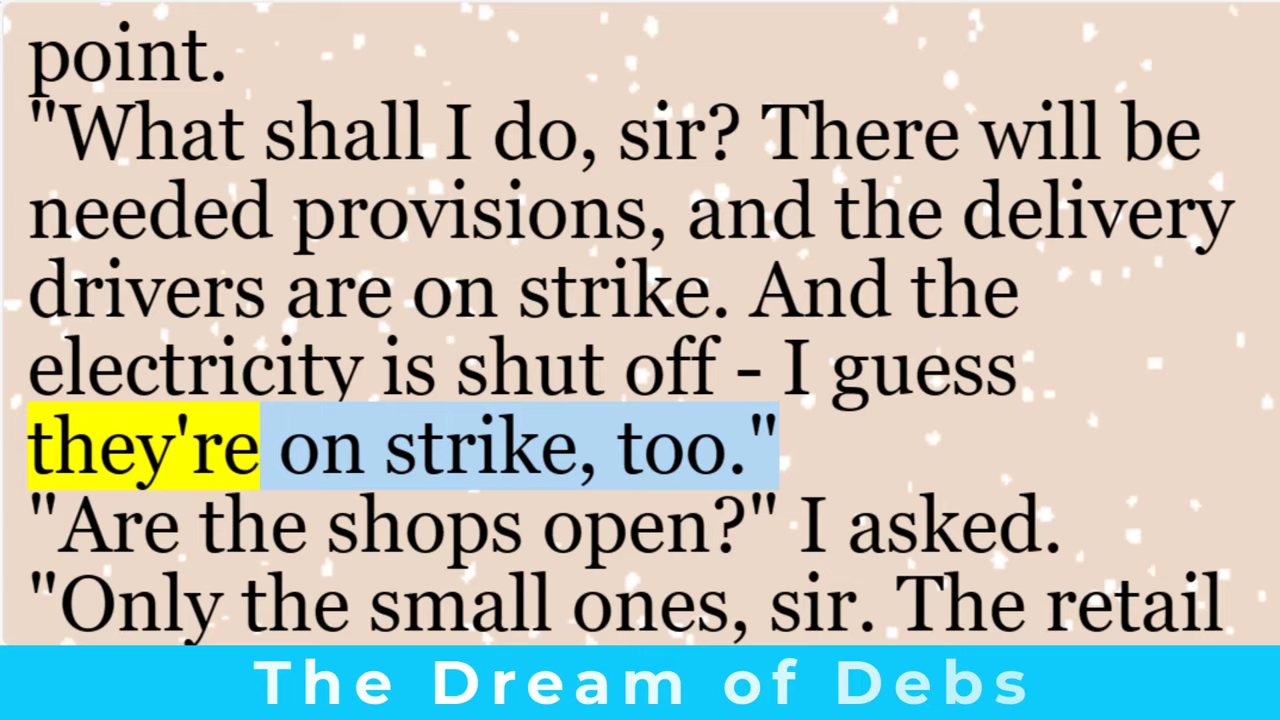 point.
"What shall I do, sir? There will be
needed provisions, and the delivery
drivers are on strike. And the
electricity is shut off - I guess
they're on strike, too."
"Are the shops open?" I asked.
"Only the small ones, sir. The retail
The Dream of Debs